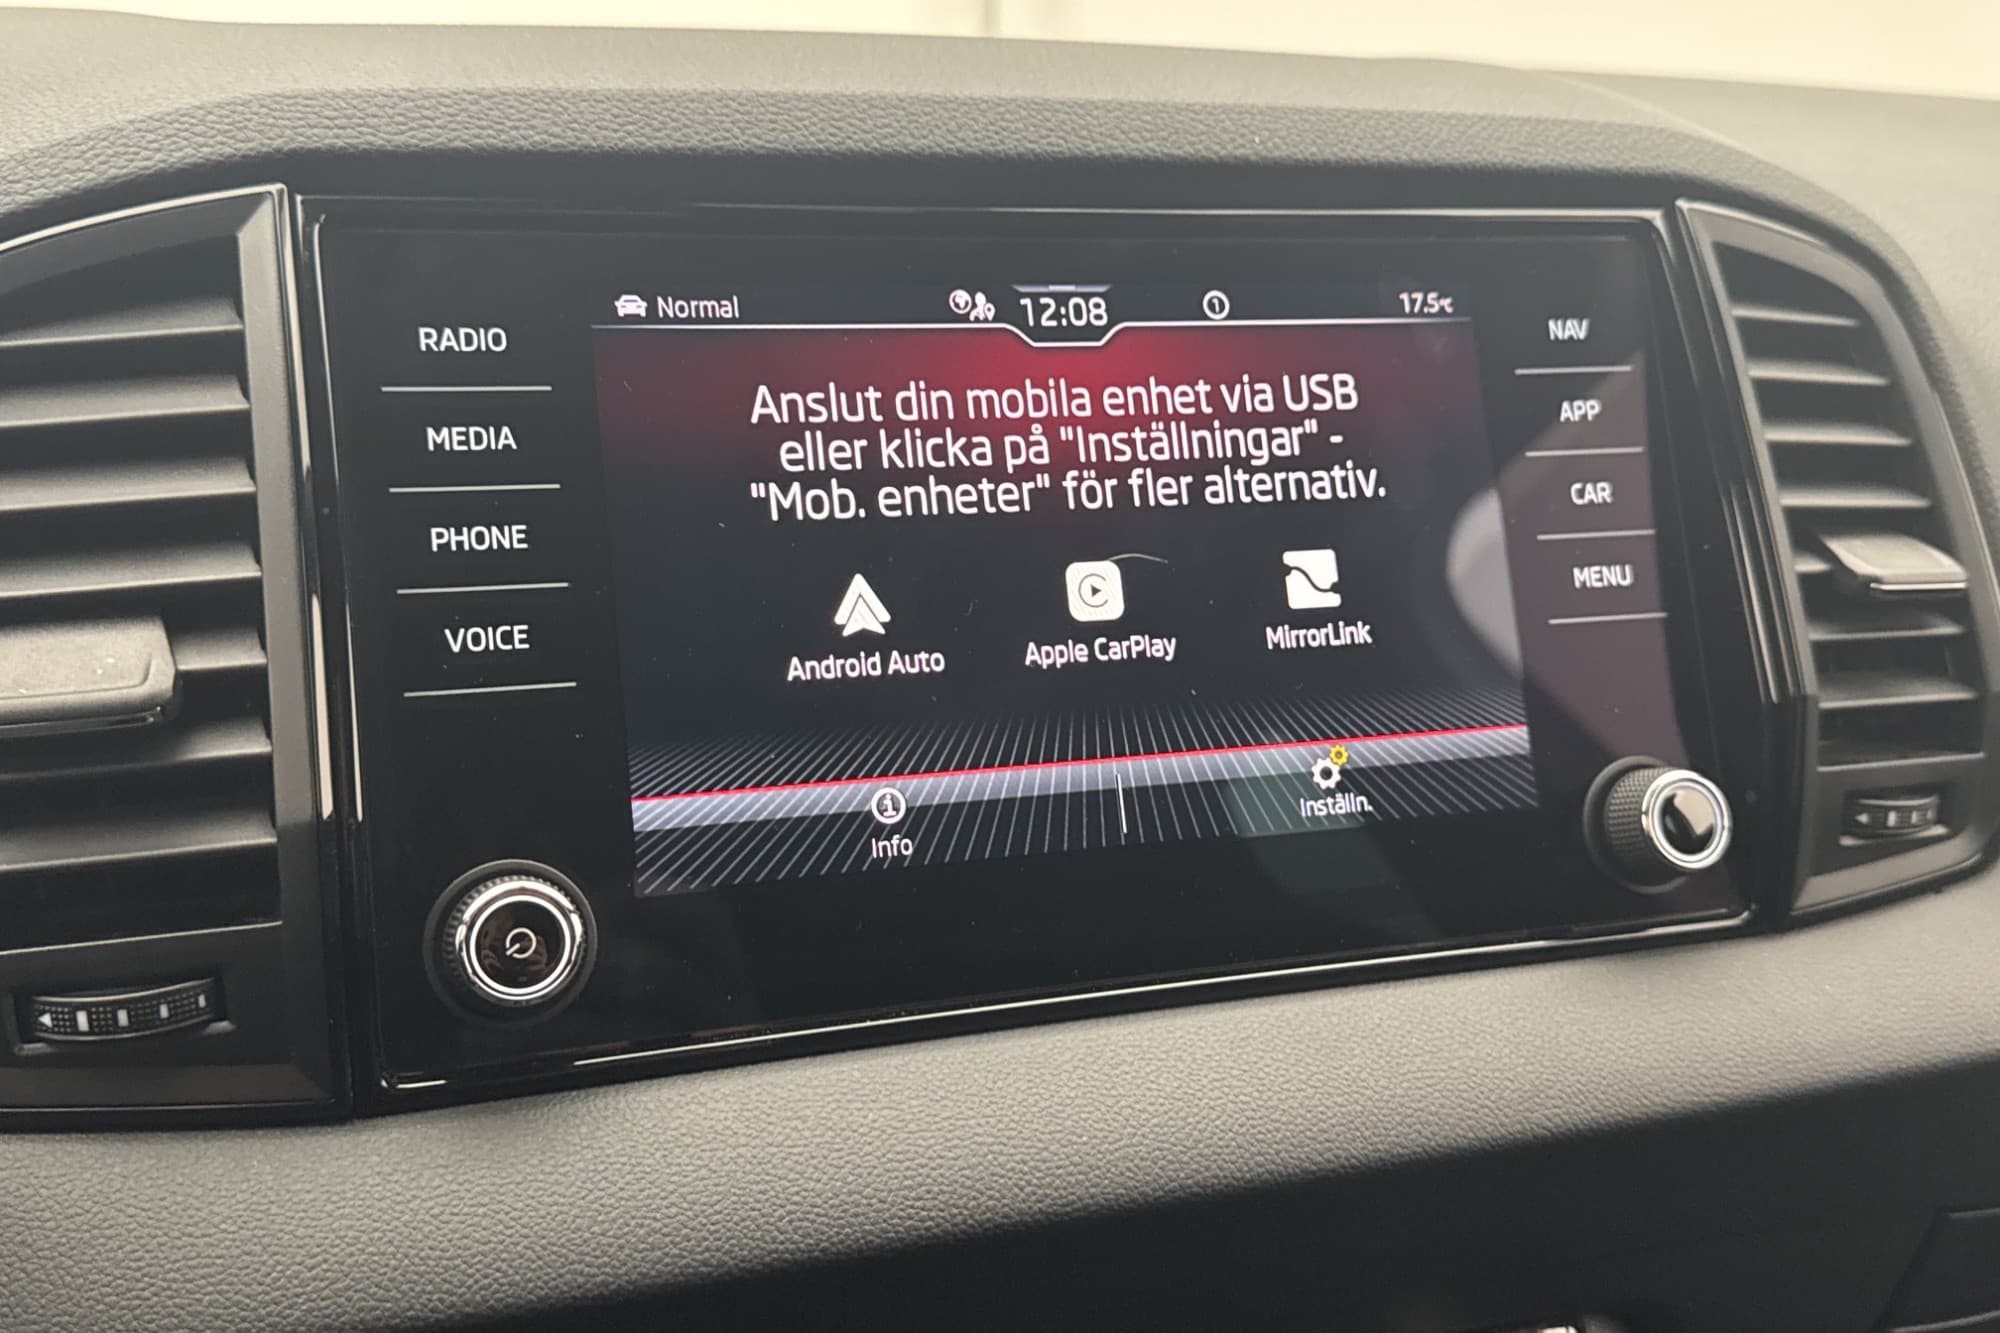 Normal
12:08
1
17.5°C
RADIO
MEDIA
PHONE
VOICE
Anslut din mobila enhet via USB
eller klicka på "Inställningar" -
"Mob. enheter" för fler alternativ.
Android Auto
Apple CarPlay
MirrorLink
Info
Inställn.
NAV
APP
CAR
MENU